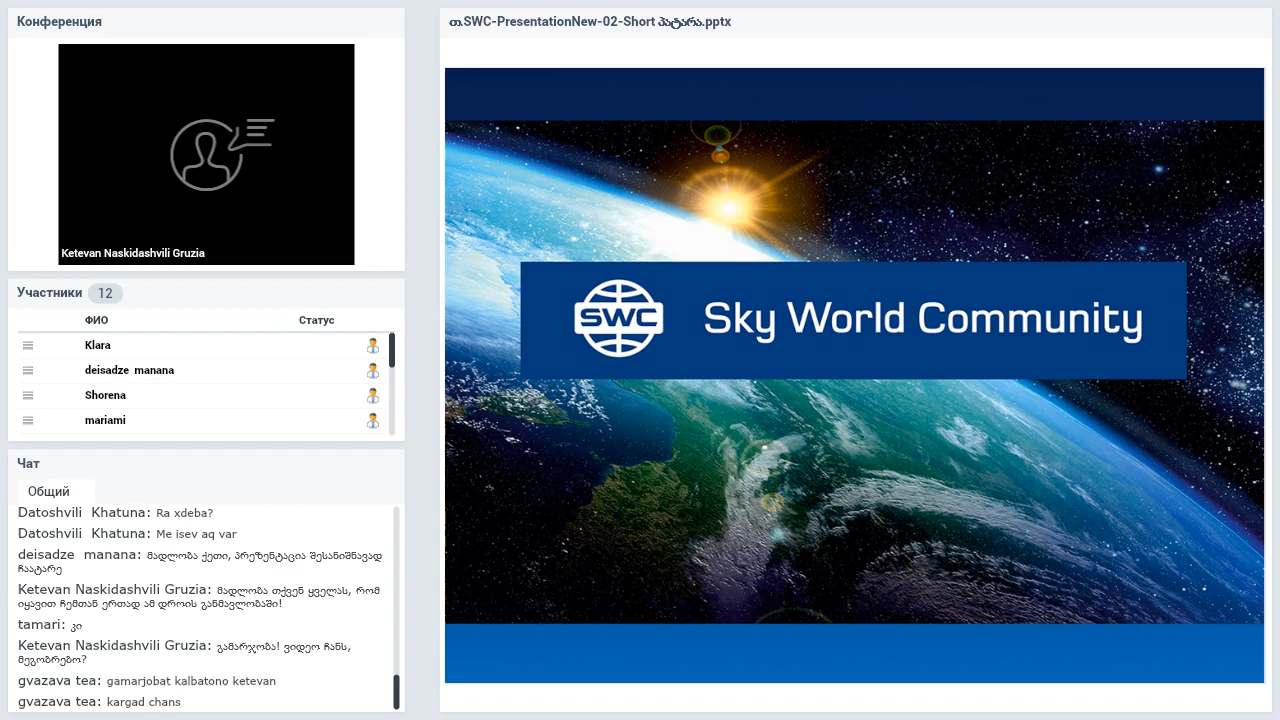 Конференция
Ketevan Naskidashvili Gruzia
Участники 12
ФИО Статус
Klara
deisadze manana
Shorena
mariami
Чат
Общий
Datoshvili Khatuna: Ra xdeba?
Datoshvili Khatuna: Me isev aq var
deisadze manana: მადლობა ქეთი, პრეზენტაცია შესანიშნავად
ჩაატარე
Ketevan Naskidashvili Gruzia: მადლობა თქვენ ყველას, რომ
იყავით ჩემთან ერთად ამ დროის განმავლობაში!
tamari: კი
Ketevan Naskidashvili Gruzia: გამარჯობა! ვიდეო ჩანს,
მეგობრებო?
gvazava tea: gamarjobat kalbatono ketevan
gvazava tea: kargad chans
თ.SWC-PresentationNew-02-Short პატარა.pptx
SWC Sky World Community